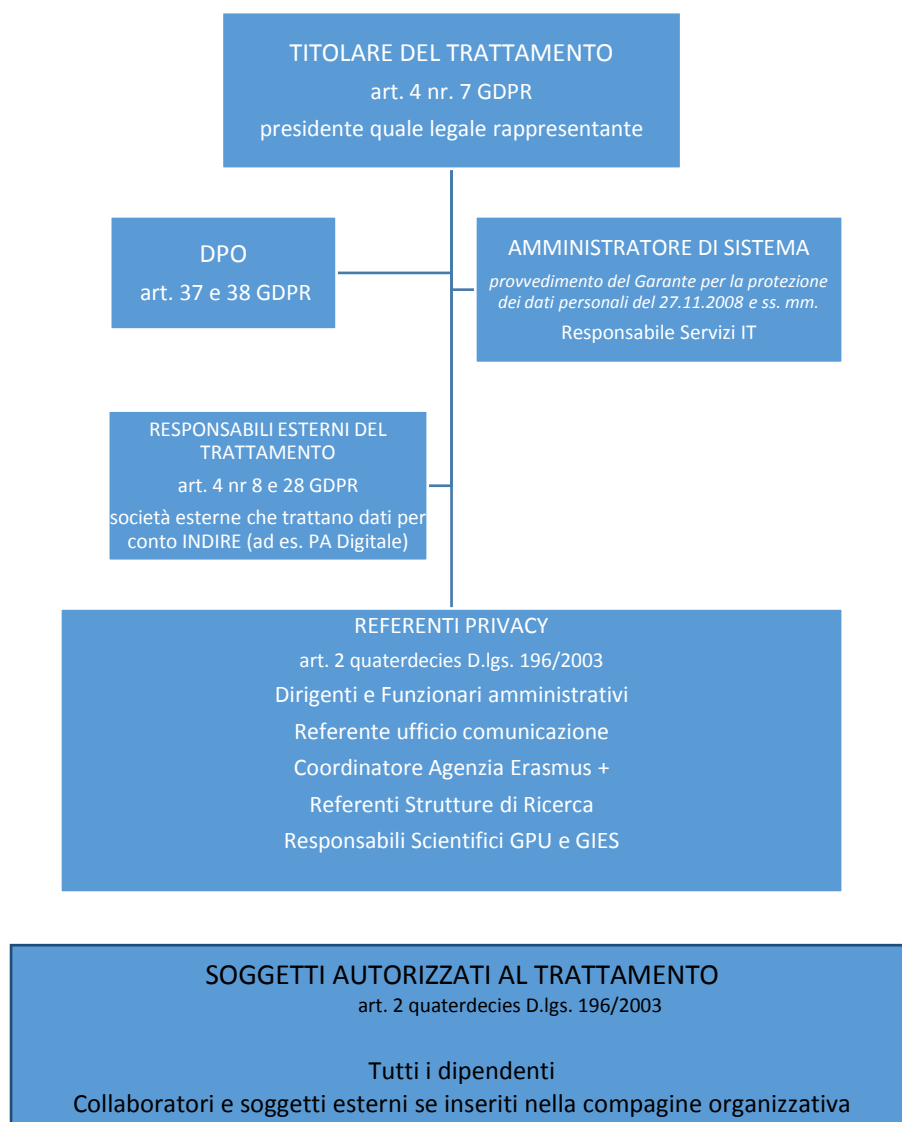 TITOLARE DEL TRATTAMENTO
art. 4 nr. 7 GDPR
presidente quale legale rappresentante
DPO
art. 37 e 38 GDPR
AMMINISTRATORE DI SISTEMA
provvedimento del Garante per la protezione
dei dati personali del 27.11.2008 e ss. mm.
Responsabile Servizi IT
RESPONSABILI ESTERNI DEL
TRATTAMENTO
art. 4 nr 8 e 28 GDPR
società esterne che trattano dati per
conto INDIRE (ad es. PA Digitale)
REFERENTI PRIVACY
art. 2 quaterdecies D.lgs. 196/2003
Dirigenti e Funzionari amministrativi
Referente ufficio comunicazione
Coordinatore Agenzia Erasmus +
Referenti Strutture di Ricerca
Responsabili Scientifici GPU e GIES
SOGGETTI AUTORIZZATI AL TRATTAMENTO
art. 2 quaterdecies D.lgs. 196/2003
Tutti i dipendenti
Collaboratori e soggetti esterni se inseriti nella compagine organizzativa